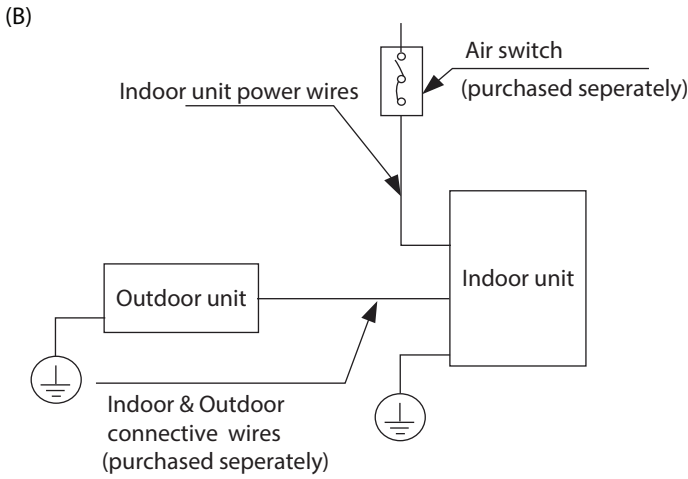 (B)
Air switch
(purchased seperately)
Indoor unit power wires
Indoor unit
Outdoor unit
Indoor & Outdoor
connective wires
(purchased seperately)